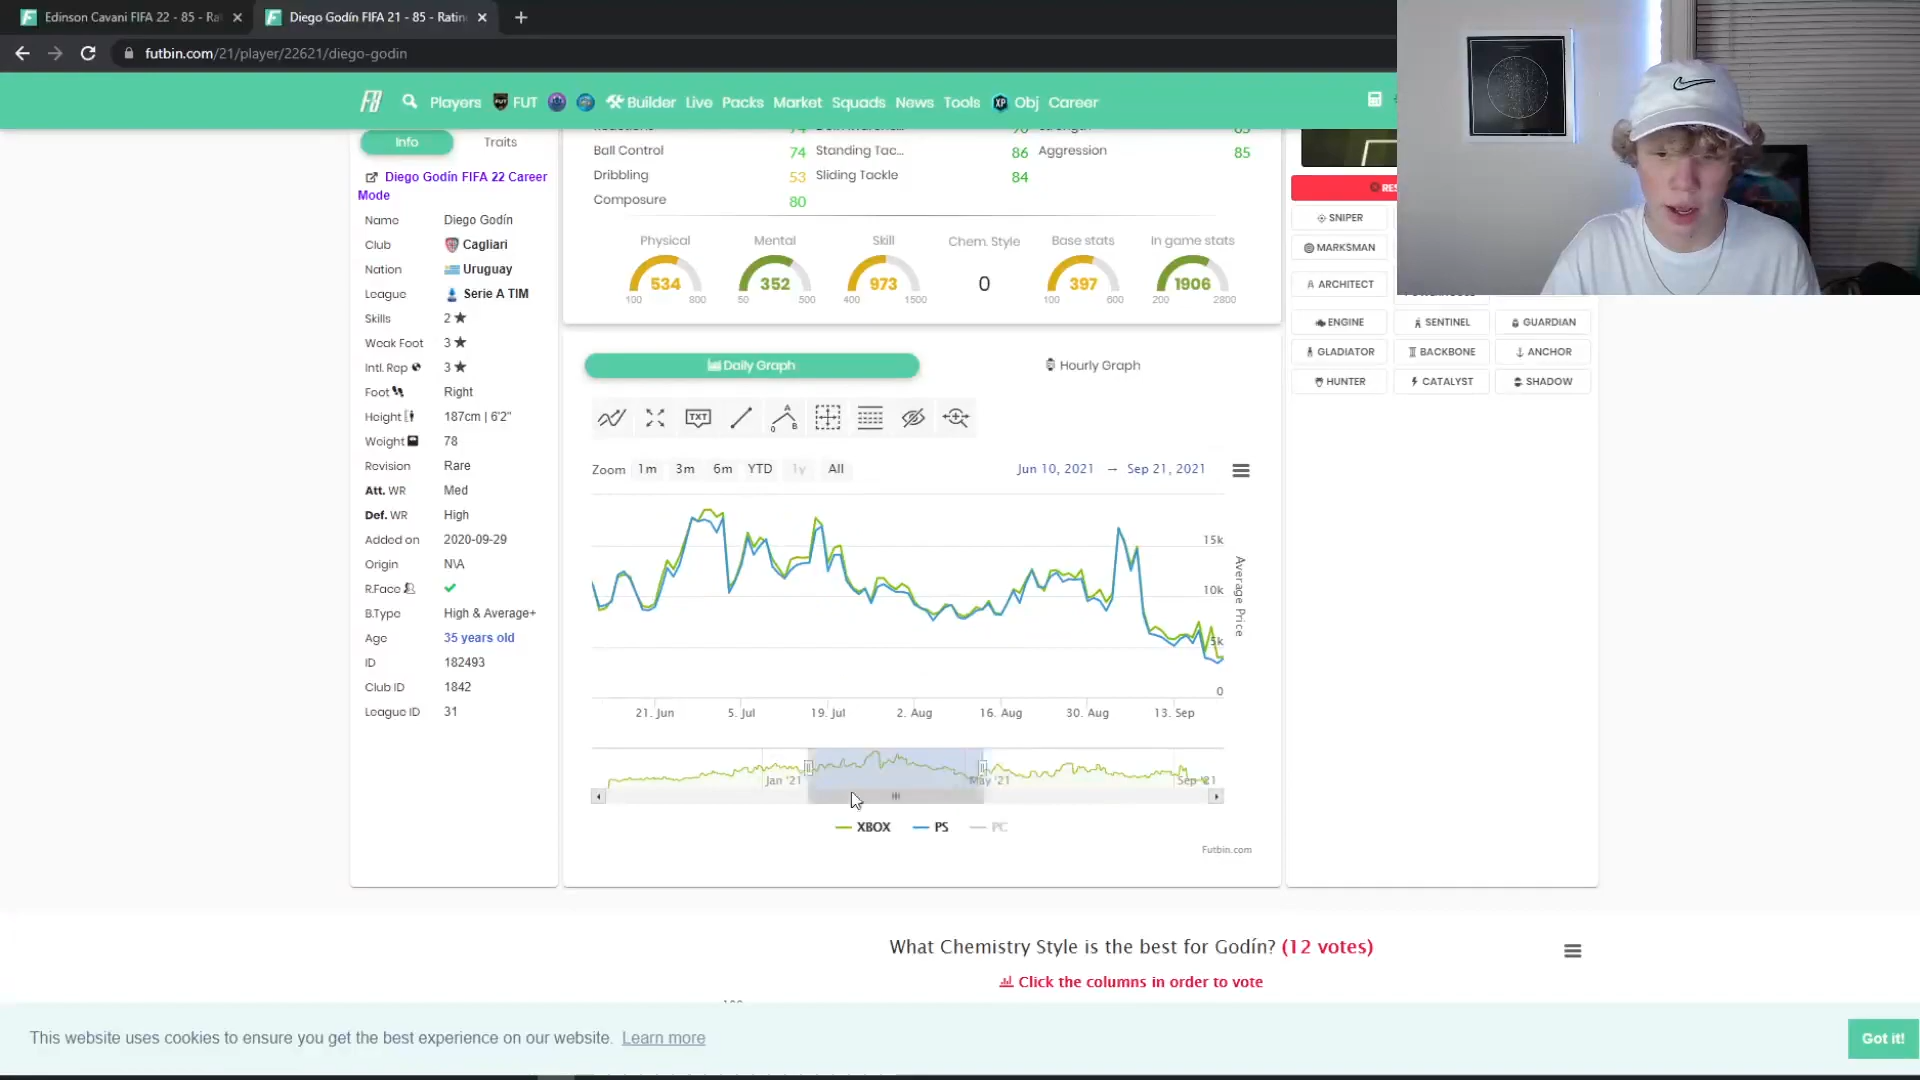 Edinson Cavani FIFA 22 - 85 - Ra
Diego Godín FIFA 21 - 85 - Ratin
futbin.com/21/player/22621/diego-godin
Players FUT Builder Live Packs Market Squads News Tools XP Obj Career
Info Traits
Diego Godín FIFA 22 Career Mode
Name Diego Godín
Club Cagliari
Nation Uruguay
League Serie A TIM
Skills 2
Weak Foot 3
Intl. Rep 3
Foot Right
Height 187cm | 6'2"
Weight 78
Revision Rare
Att. WR Med
Def. WR High
Added on 2020-09-29
Origin N\A
R.Face
B.Type High & Average+
Age 35 years old
ID 182493
Club ID 1842
League ID 31
Ball Control 74 Standing Tac... 86 Aggression 85
Dribbling 53 Sliding Tackle 84
Composure 80
Physical Mental Skill Chem. Style Base stats In game stats
534 352 973 0 397 1906
100 800 50 500 400 1500 100 600 200 2800
Daily Graph Hourly Graph
TXT
Zoom 1m 3m 6m YTD 1y All Jun 10, 2021 → Sep 21, 2021
15k
10k
5k
0
Average Price
21. Jun 5. Jul 19. Jul 2. Aug 16. Aug 30. Aug 13. Sep
Jan '21 May '21 Sep '21
XBOX PS PC
Futbin.com
SNIPER
MARKSMAN
ARCHITECT
ENGINE SENTINEL GUARDIAN
GLADIATOR BACKBONE ANCHOR
HUNTER CATALYST SHADOW
What Chemistry Style is the best for Godín? (12 votes)
Click the columns in order to vote
This website uses cookies to ensure you get the best experience on our website. Learn more
Got it!